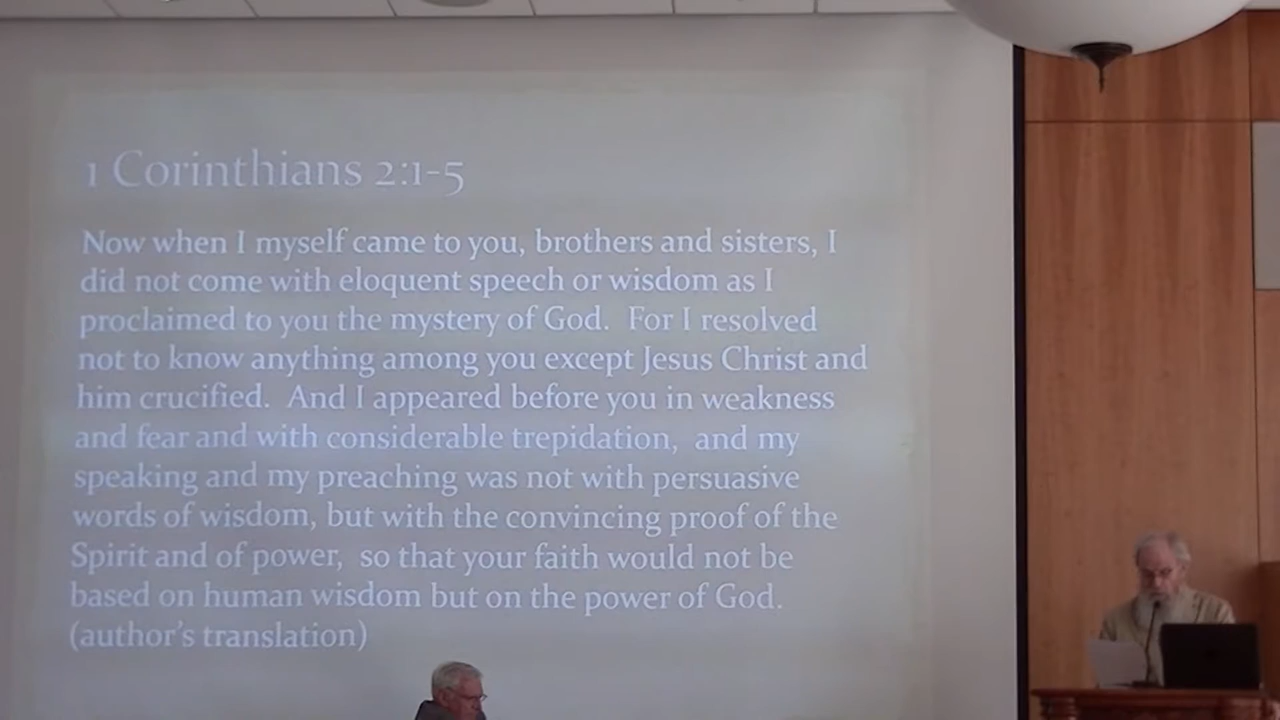 1 Corinthians 2:1-5
Now when I myself came to you, brothers and sisters, I
did not come with eloquent speech or wisdom as I
proclaimed to you the mystery of God.  For I resolved
not to know anything among you except Jesus Christ and
him crucified.  And I appeared before you in weakness
and fear and with considerable trepidation,  and my
speaking and my preaching was not with persuasive
words of wisdom, but with the convincing proof of the
Spirit and of power,  so that your faith would not be
based on human wisdom but on the power of God.
(author's translation)